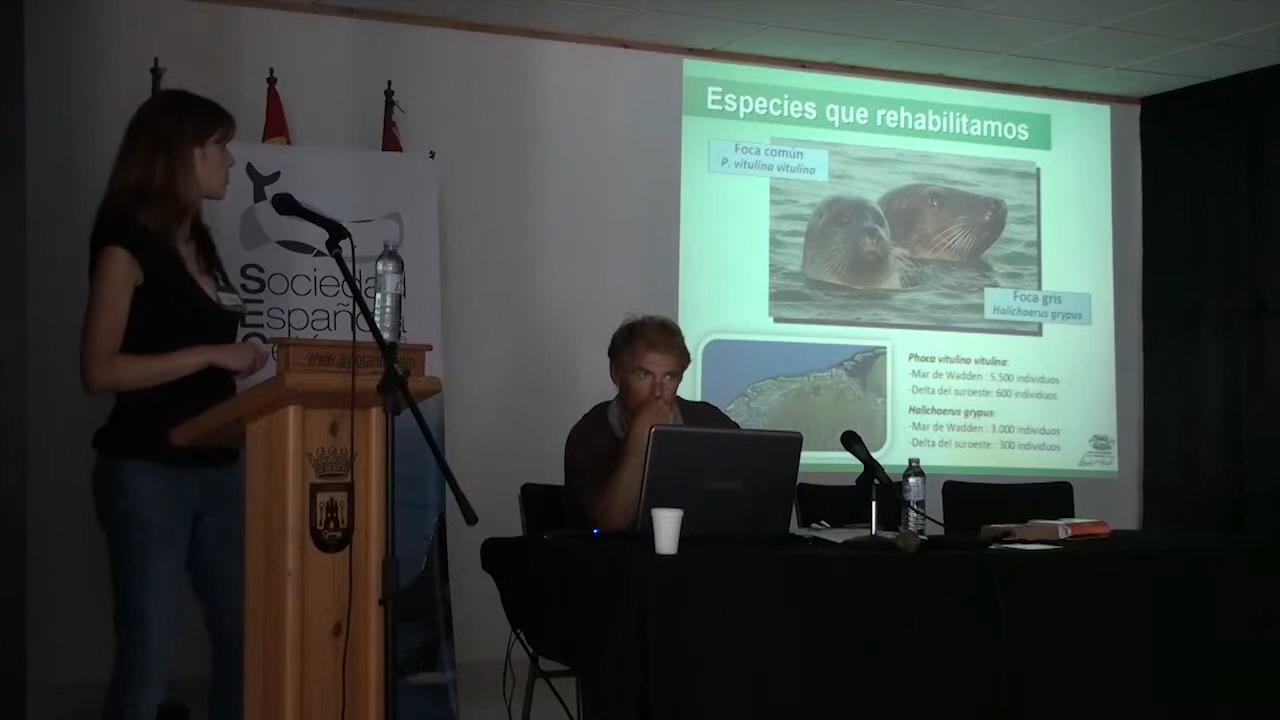 Especies que rehabilitamos
Foca común
P. vitulina vitulina
Foca gris
Halichoerus grypus
Phoca vitulina vitulina:
-Mar de Wadden : 5.500 individuos
-Delta del suroeste: 600 individuos
Halichoerus grypus:
-Mar de Wadden : 3.000 individuos
-Delta del suroeste : 300 individuos
Sociedad
Española